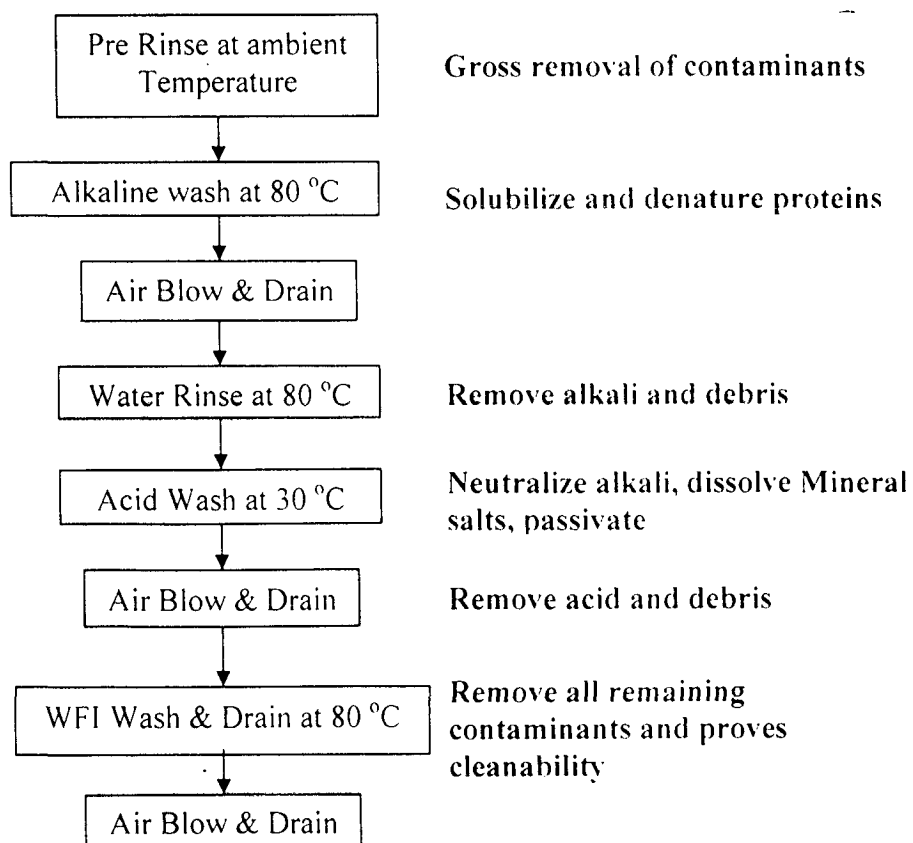 Pre Rinse at ambient
Temperature
Gross removal of contaminants
Alkaline wash at 80 °C
Solubilize and denature proteins
Air Blow & Drain
Water Rinse at 80 °C
Remove alkali and debris
Acid Wash at 30 °C
Neutralize alkali, dissolve Mineral
salts, passivate
Air Blow & Drain
Remove acid and debris
WFI Wash & Drain at 80 °C
Remove all remaining
contaminants and proves
cleanability
Air Blow & Drain